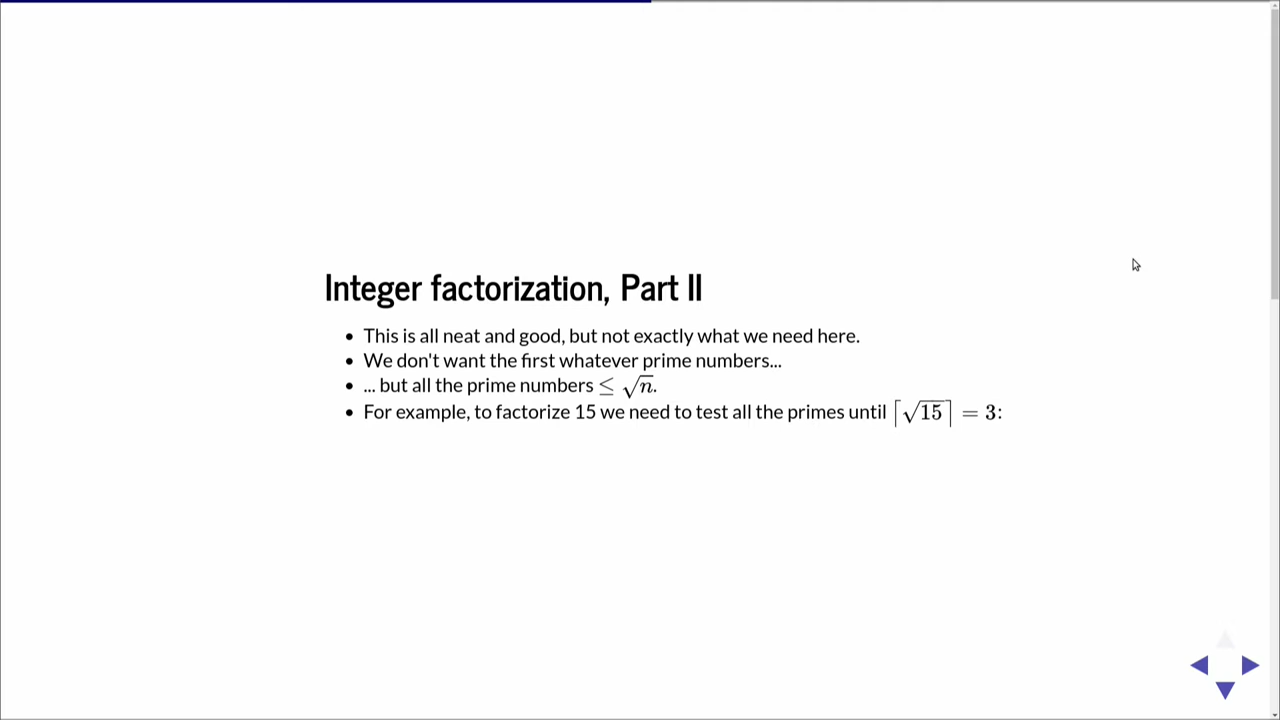 Integer factorization, Part II
• This is all neat and good, but not exactly what we need here.
• We don't want the first whatever prime numbers...
• ... but all the prime numbers ≤ √n.
• For example, to factorize 15 we need to test all the primes until ⌈√15⌉ = 3: